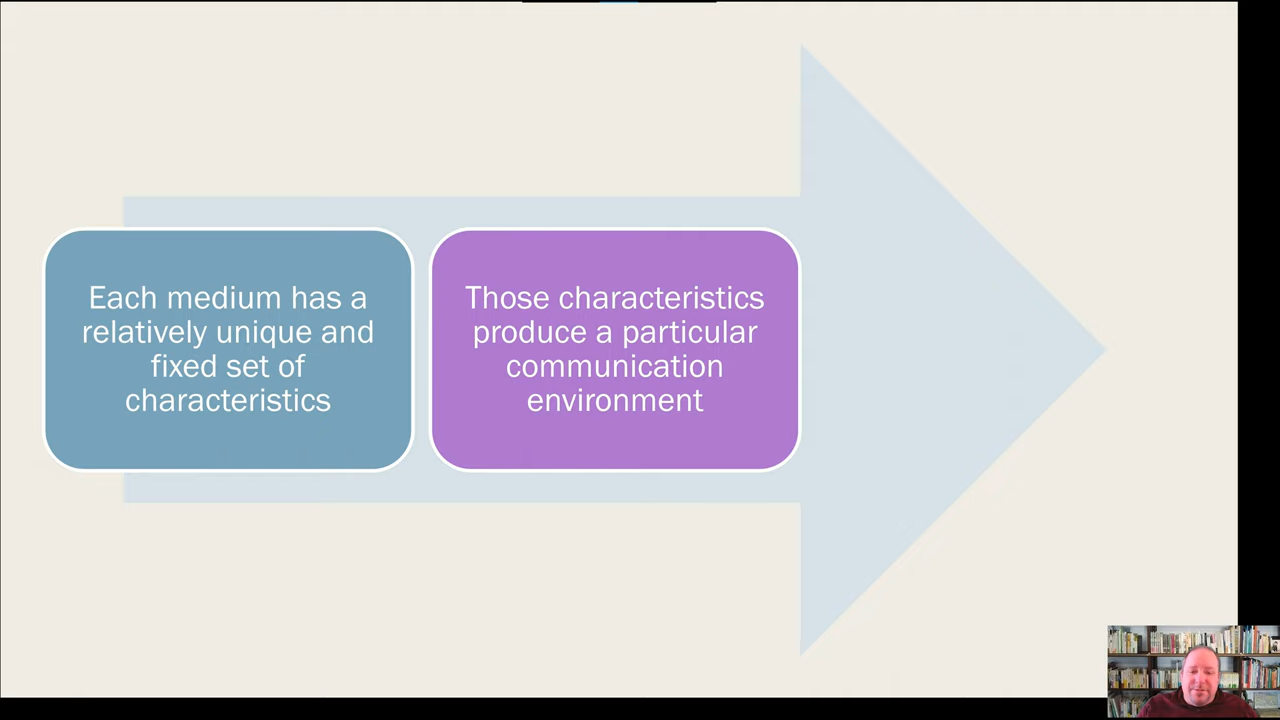 Each medium has a
relatively unique and
fixed set of
characteristics
Those characteristics
produce a particular
communication
environment